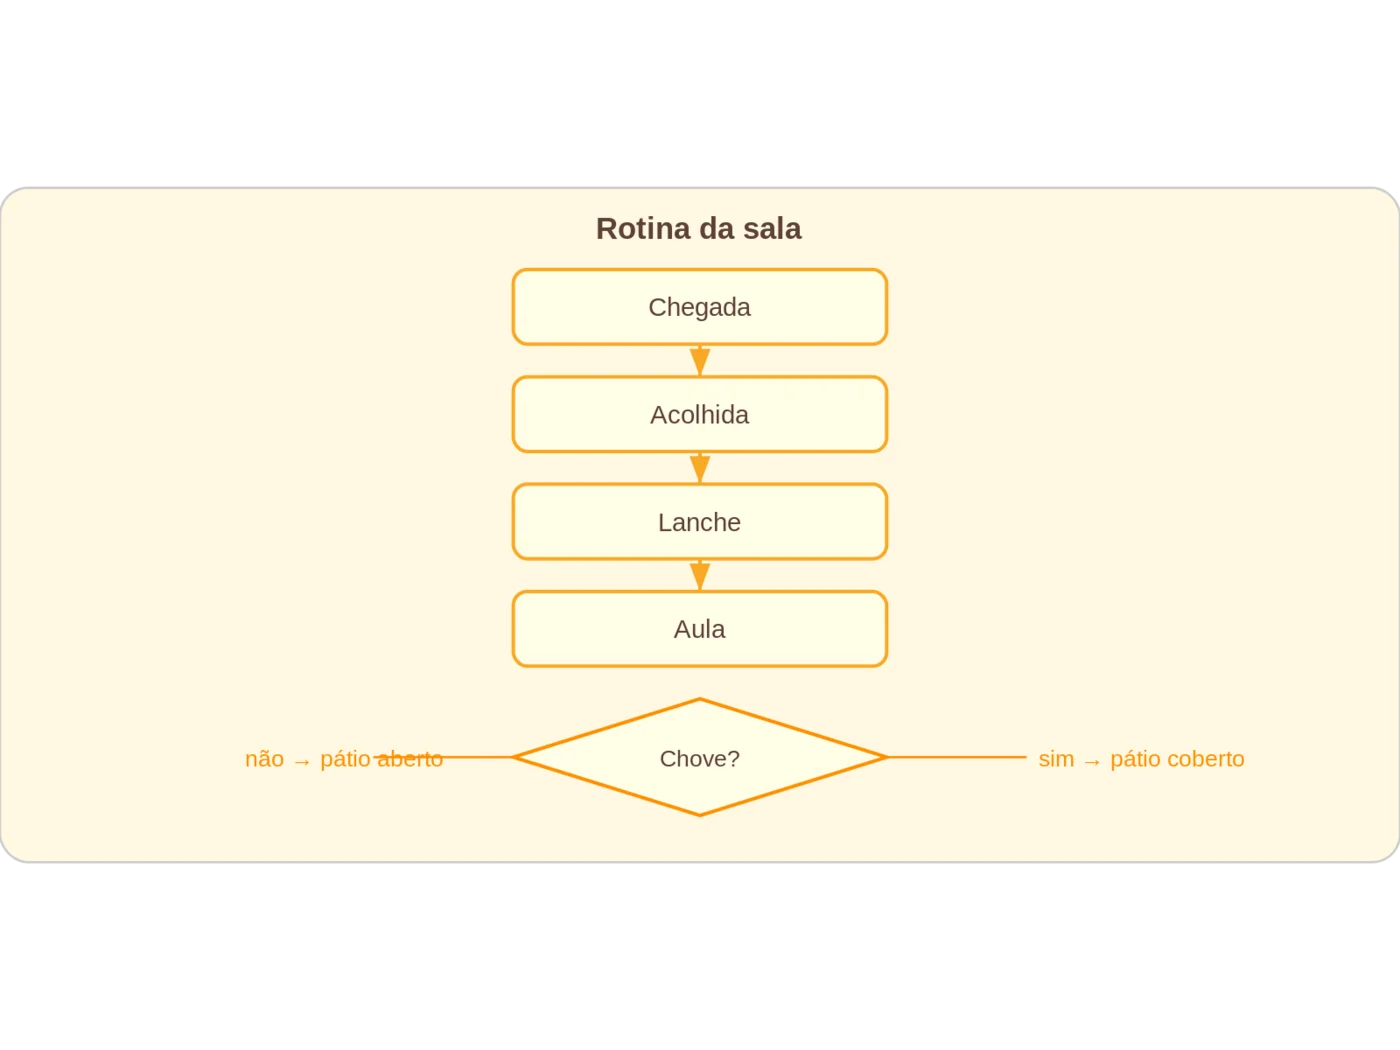 Rotina da sala
Chegada
Acolhida
Lanche
Aula
não → pátio aberto
Chove?
sim → pátio coberto